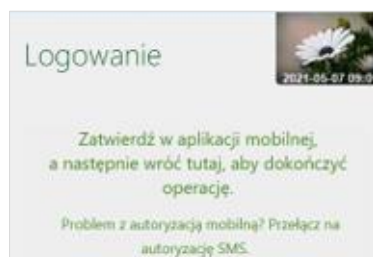 Logowanie
2021-05-07 09:0
Zatwierdź w aplikacji mobilnej,
a następnie wróć tutaj, aby dokończyć
operację.
Problem z autoryzacją mobilną? Przełącz na
autoryzację SMS.